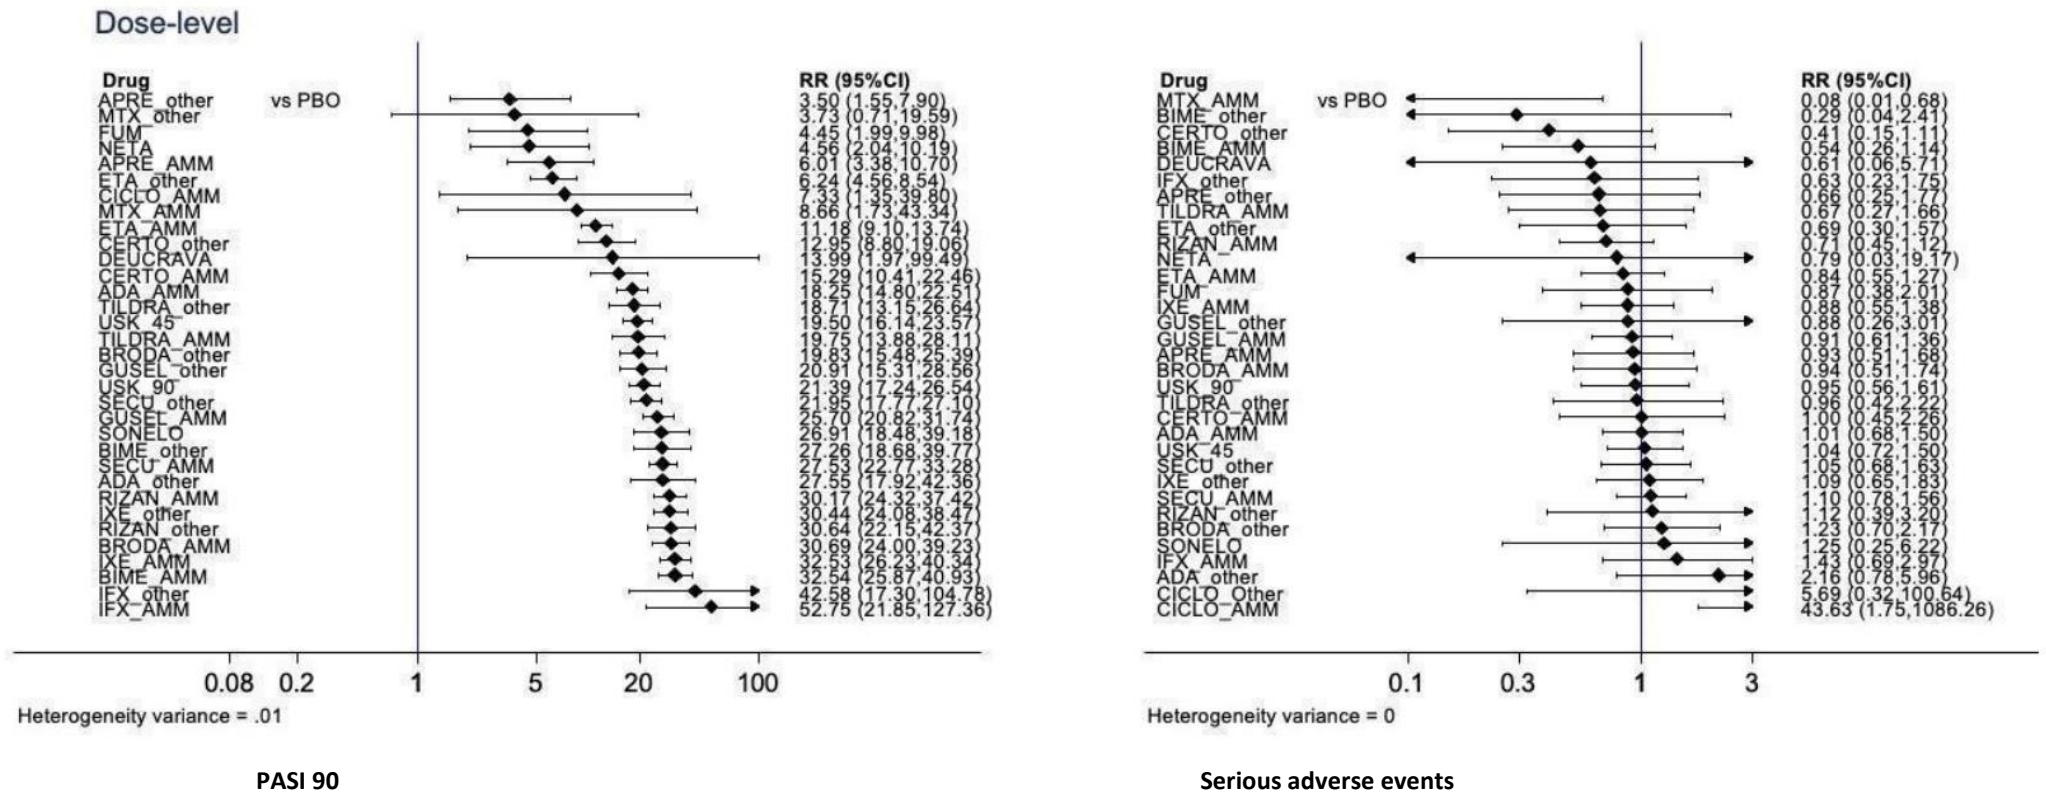 Dose-level
Drug RR (95%CI)
APRE_other vs PBO 3.50 (1.55,7.90)
MTX_other 3.73 (0.71,19.59)
FUM 4.45 (1.99,9.98)
NETA 4.56 (2.04,10.19)
APRE_AMM 6.01 (3.38,10.70)
ETA_other 6.24 (4.56,8.54)
CICLO_AMM 7.33 (1.35,39.80)
MTX_AMM 8.66 (1.73,43.34)
ETA_AMM 11.18 (9.10,13.74)
CERTO_other 12.95 (8.80,19.06)
DEUCRAVA 13.99 (1.97,99.49)
CERTO_AMM 15.29 (10.41,22.46)
ADA_AMM 18.25 (14.80,22.51)
TILDRA_other 18.71 (13.15,26.64)
USK_45 19.50 (16.14,23.57)
TILDRA_AMM 19.75 (13.88,28.11)
BRODA_other 19.83 (15.48,25.39)
GUSEL_other 20.91 (15.31,28.56)
USK_90 21.39 (17.24,26.54)
SECU_other 21.95 (17.77,27.10)
GUSEL_AMM 25.70 (20.82,31.74)
SONELO 26.91 (18.48,39.18)
BIME_other 27.26 (18.68,39.77)
SECU_AMM 27.53 (22.77,33.28)
ADA_other 27.55 (17.92,42.36)
RIZAN_AMM 30.17 (24.32,37.42)
IXE_other 30.44 (24.08,38.47)
RIZAN_other 30.64 (22.15,42.37)
BRODA_AMM 30.69 (24.00,39.23)
IXE_AMM 32.53 (26.23,40.34)
BIME_AMM 32.54 (25.87,40.93)
IFX_other 42.58 (17.30,104.78)
IFX_AMM 52.75 (21.85,127.36)
0.08 0.2 1 5 20 100
Heterogeneity variance = .01
PASI 90
Drug RR (95%CI)
MTX_AMM vs PBO 0.08 (0.01,0.68)
BIME_other 0.29 (0.04,2.41)
CERTO_other 0.41 (0.15,1.11)
BIME_AMM 0.54 (0.26,1.14)
DEUCRAVA 0.61 (0.06,5.71)
IFX_other 0.63 (0.23,1.75)
APRE_other 0.66 (0.25,1.77)
TILDRA_AMM 0.67 (0.27,1.66)
ETA_other 0.69 (0.30,1.57)
RIZAN_AMM 0.71 (0.45,1.12)
NETA 0.79 (0.03,19.17)
ETA_AMM 0.84 (0.55,1.27)
FUM 0.87 (0.38,2.01)
IXE_AMM 0.88 (0.55,1.38)
GUSEL_other 0.88 (0.26,3.01)
GUSEL_AMM 0.91 (0.61,1.36)
APRE_AMM 0.93 (0.51,1.68)
BRODA_AMM 0.94 (0.51,1.74)
USK_90 0.95 (0.56,1.61)
TILDRA_other 0.96 (0.42,2.22)
CERTO_AMM 1.00 (0.45,2.26)
ADA_AMM 1.01 (0.68,1.50)
USK_45 1.04 (0.72,1.50)
SECU_other 1.05 (0.68,1.63)
IXE_other 1.09 (0.65,1.83)
SECU_AMM 1.10 (0.78,1.56)
RIZAN_other 1.12 (0.39,3.20)
BRODA_other 1.23 (0.70,2.17)
SONELO 1.25 (0.25,6.22)
IFX_AMM 1.43 (0.69,2.97)
ADA_other 2.16 (0.78,5.96)
CICLO_Other 5.69 (0.32,100.64)
CICLO_AMM 43.63 (1.75,1086.26)
0.1 0.3 1 3
Heterogeneity variance = 0
Serious adverse events